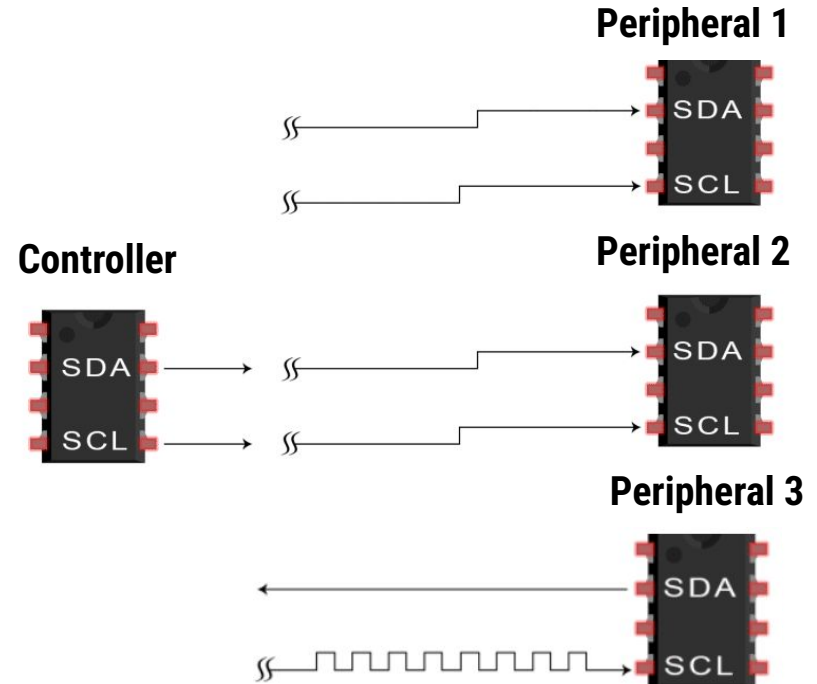 Peripheral 1
SDA
SCL
Controller
SDA
SCL
Peripheral 2
SDA
SCL
Peripheral 3
SDA
SCL